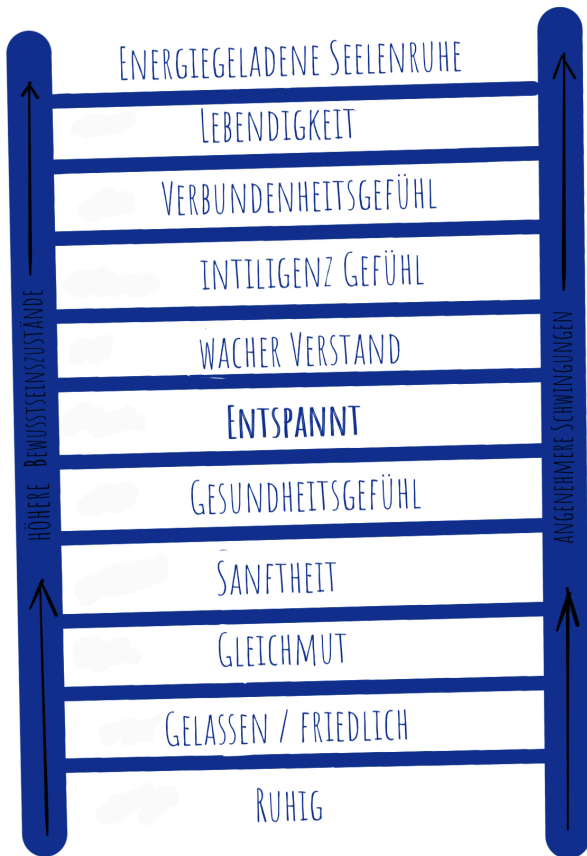 ENERGIEGELADENE SEELENRUHE
LEBENDIGKEIT
VERBUNDENHEITSGEFÜHL
INTILIGENZ GEFÜHL
WACHER VERSTAND
ENTSPANNT
GESUNDHEITSGEFÜHL
SANFTHEIT
GLEICHMUT
GELASSEN / FRIEDLICH
RUHIG
HÖHERE BEWUSSTSEINSZUSTÄNDE
ANGENEHMERE SCHWINGUNGEN